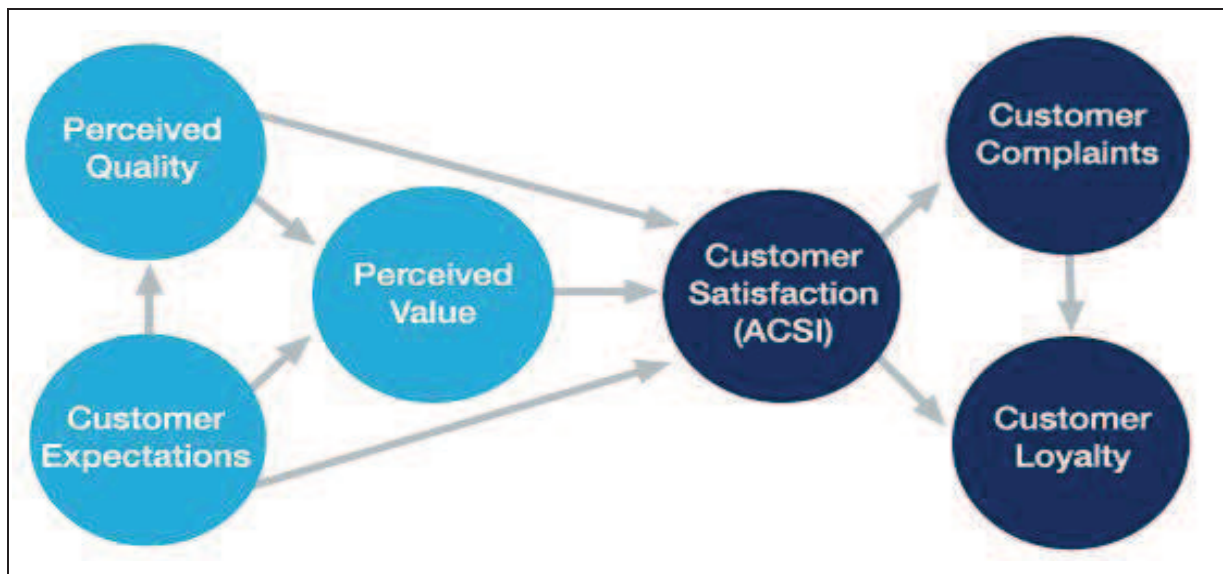 Perceived
Quality
Customer
Expectations
Perceived
Value
Customer
Satisfaction
(ACSI)
Customer
Complaints
Customer
Loyalty